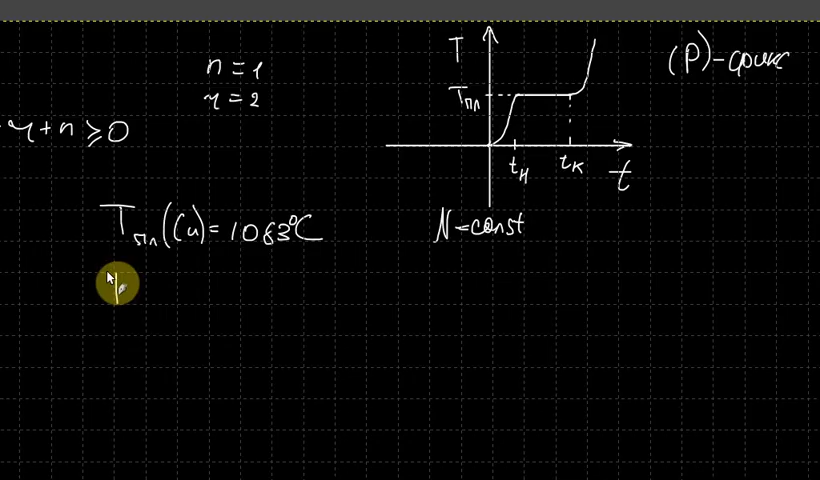 n = 1
ч = 2
ч + n ⩾ 0
T
Tпл
tн
tк
t
(P) - фикс
Tпл (Cu) = 1083°C
N = const